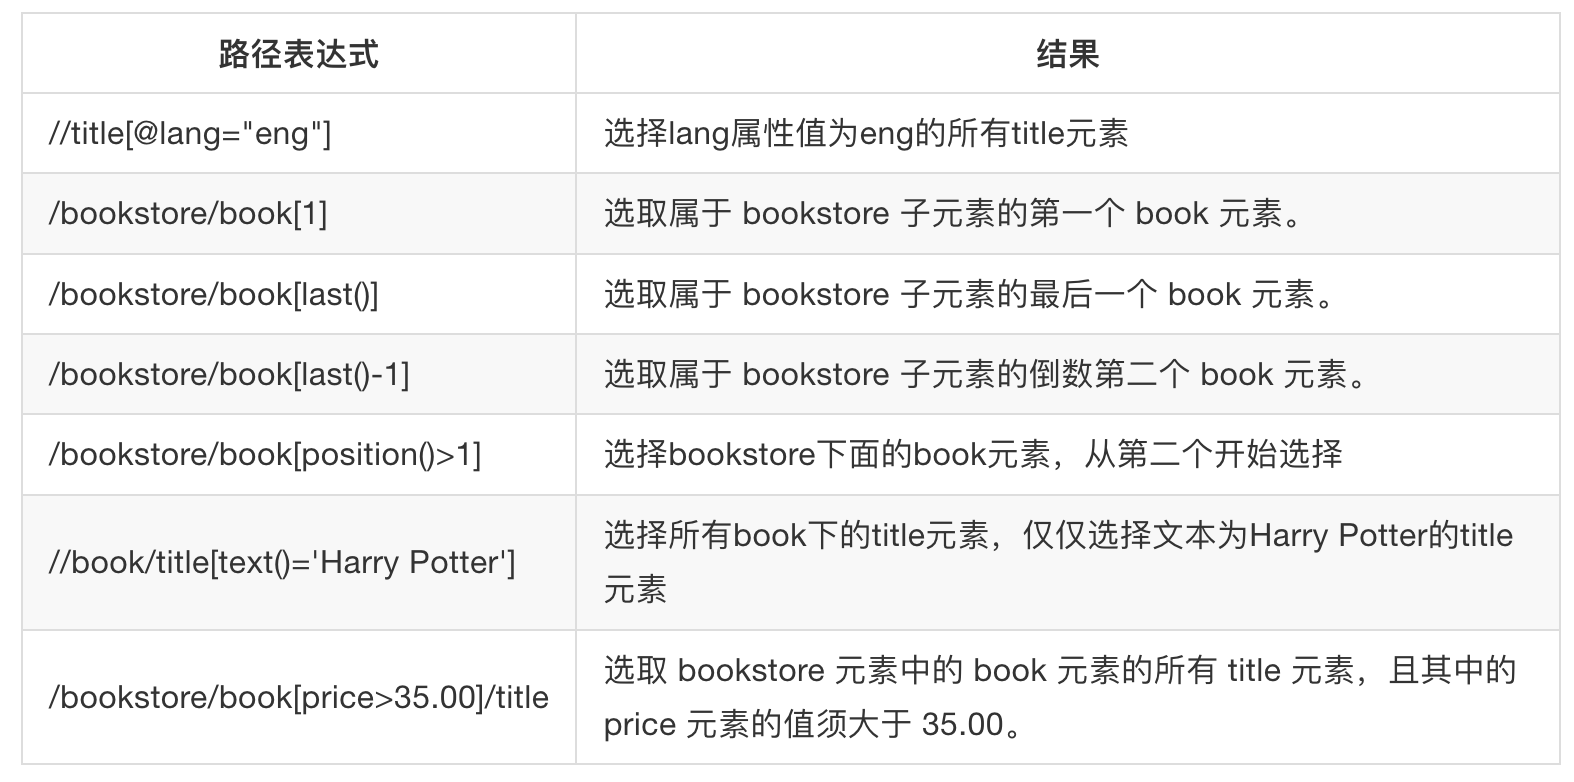 路径表达式 结果
//title[@lang="eng"] 选择lang属性值为eng的所有title元素
/bookstore/book[1] 选取属于 bookstore 子元素的第一个 book 元素。
/bookstore/book[last()] 选取属于 bookstore 子元素的最后一个 book 元素。
/bookstore/book[last()-1] 选取属于 bookstore 子元素的倒数第二个 book 元素。
/bookstore/book[position()>1] 选择bookstore下面的book元素，从第二个开始选择
//book/title[text()='Harry Potter'] 选择所有book下的title元素，仅仅选择文本为Harry Potter的title
元素
/bookstore/book[price>35.00]/title 选取 bookstore 元素中的 book 元素的所有 title 元素，且其中的
price 元素的值须大于 35.00。